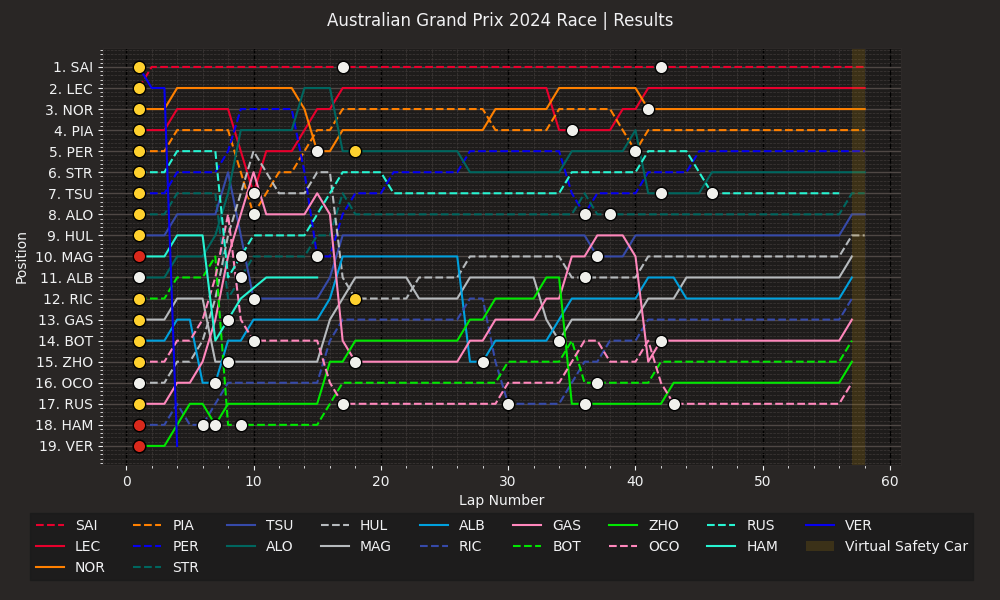 Australian Grand Prix 2024 Race | Results
Position
1. SAI
2. LEC
3. NOR
4. PIA
5. PER
6. STR
7. TSU
8. ALO
9. HUL
10. MAG
11. ALB
12. RIC
13. GAS
14. BOT
15. ZHO
16. OCO
17. RUS
18. HAM
19. VER
0 10 20 30 40 50 60
Lap Number
SAI PIA TSU HUL ALB GAS ZHO RUS VER
LEC PER ALO MAG RIC BOT OCO HAM Virtual Safety Car
NOR STR